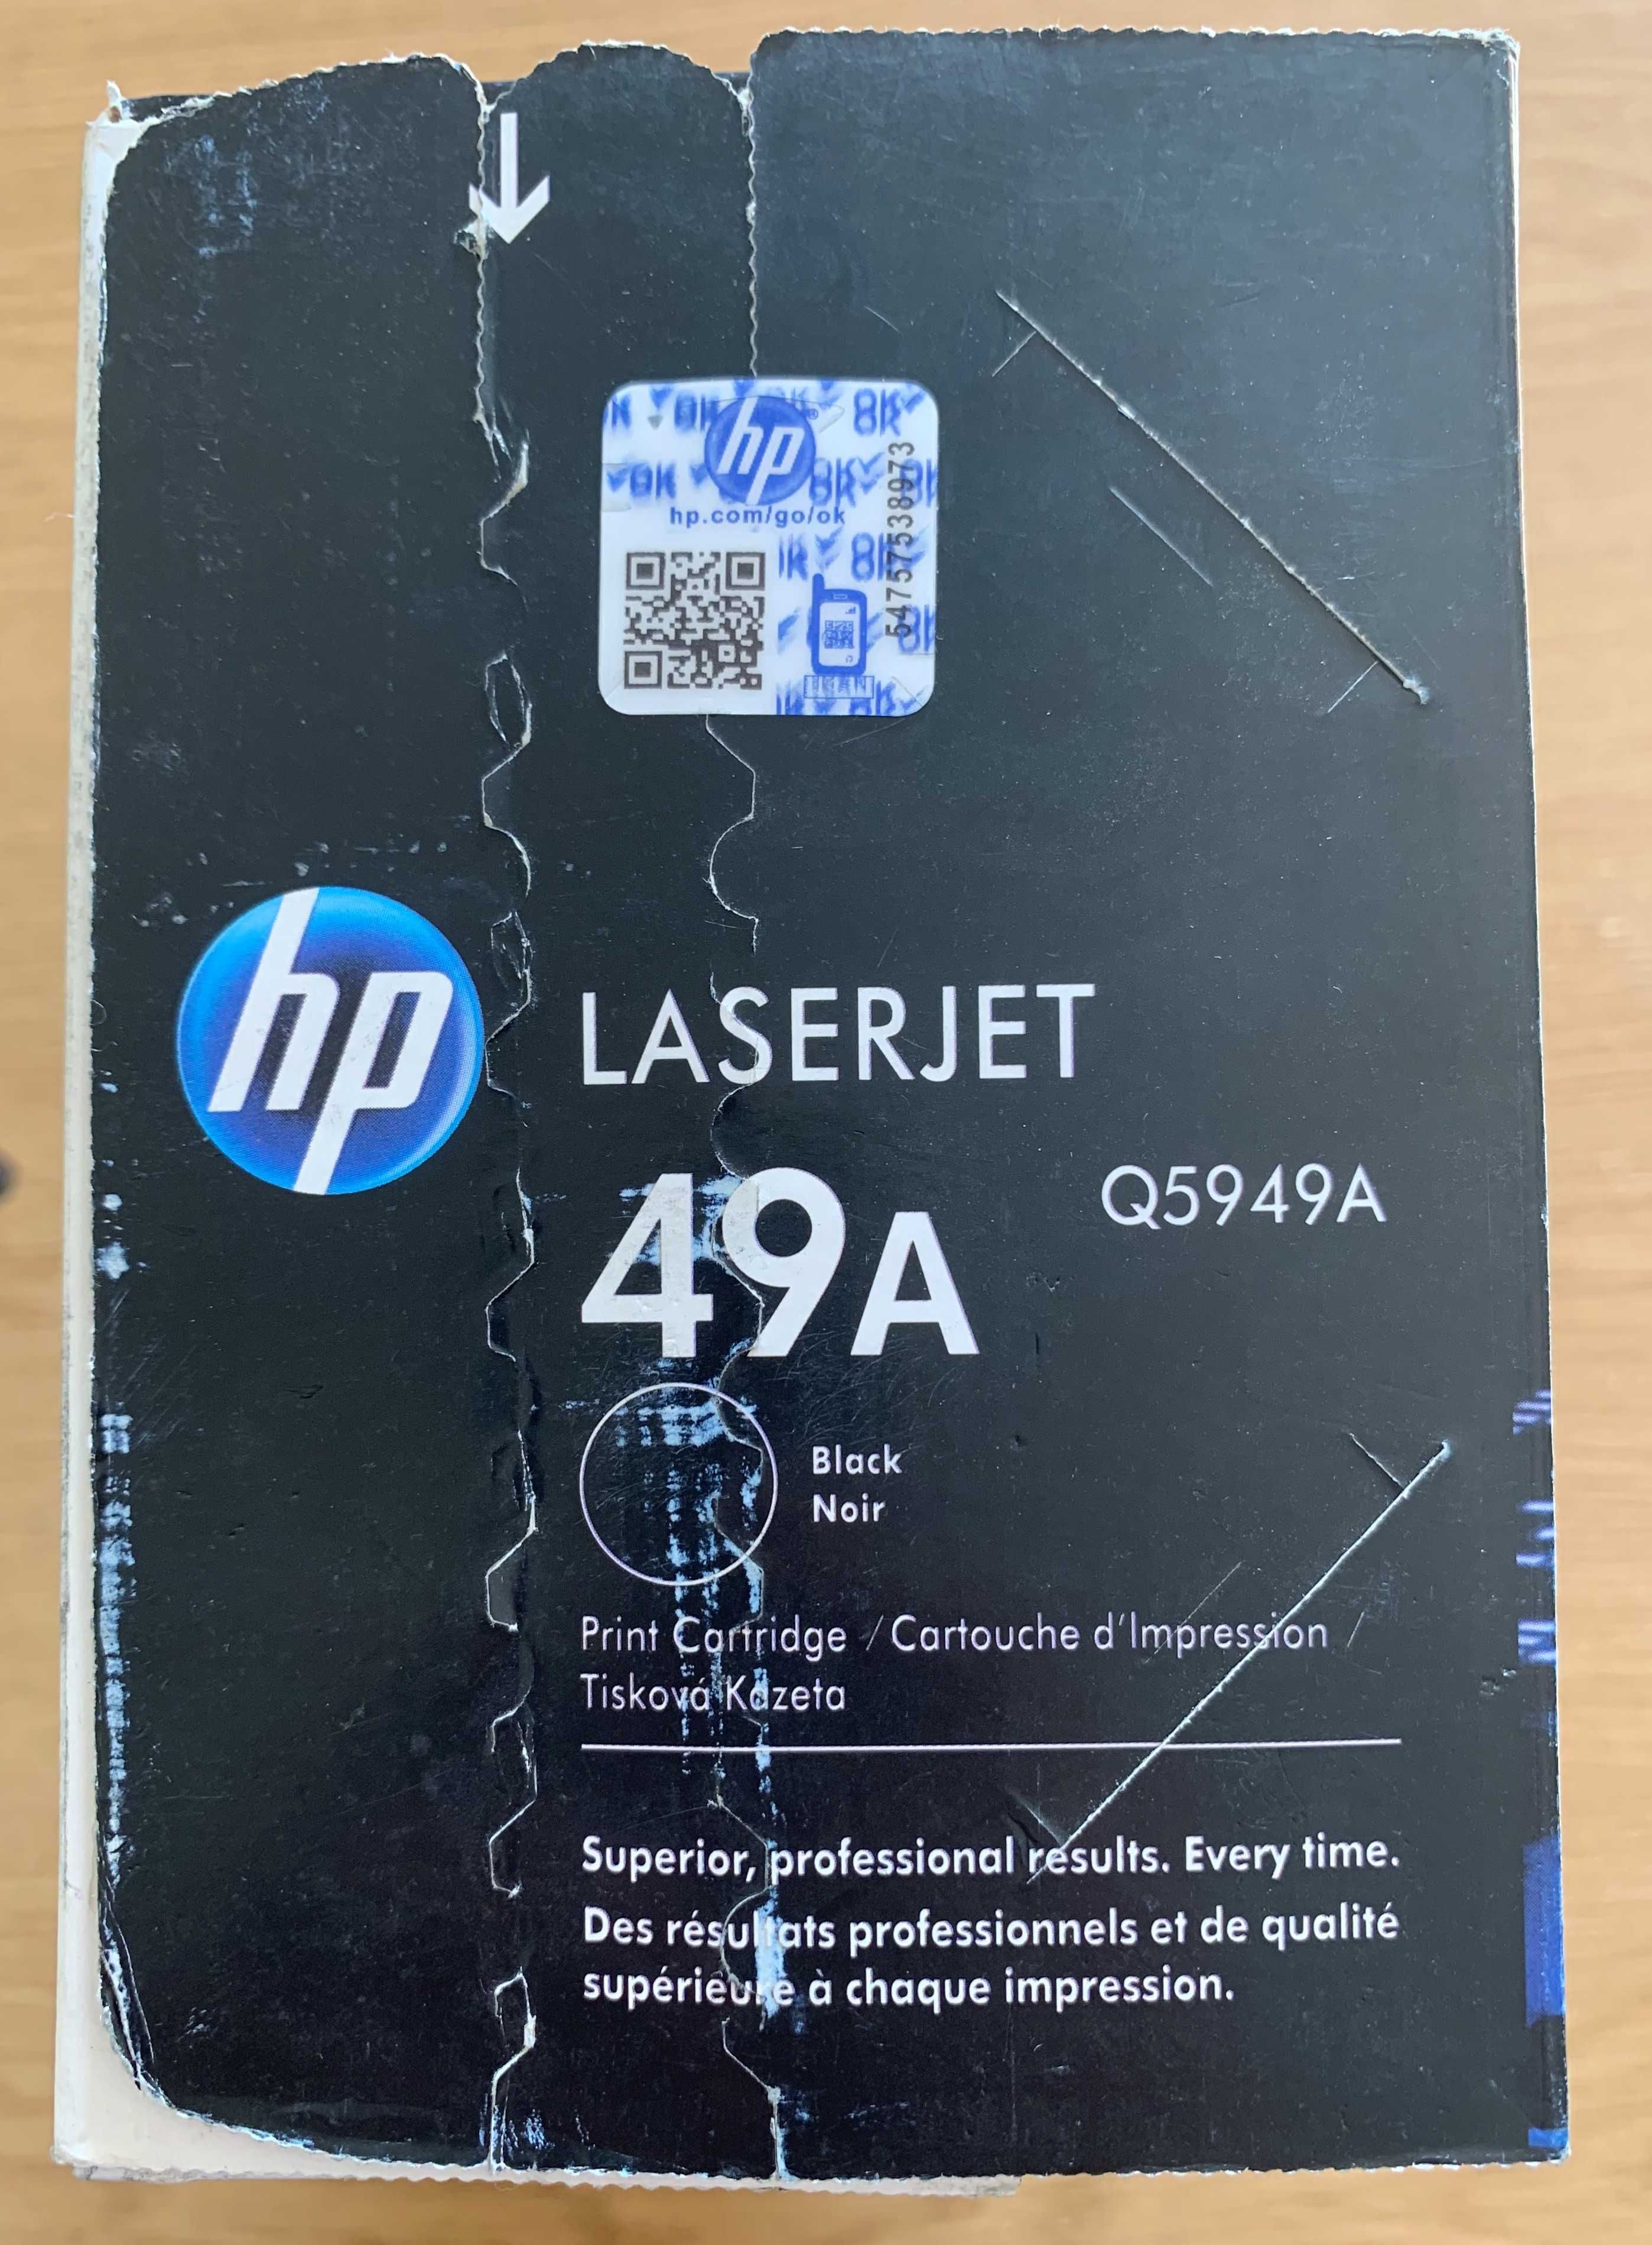 hp
hp.com/go/ok
54757538973
hp
LASERJET
49A
Q5949A
Black
Noir
Print Cartridge / Cartouche d'Impression /
Tisková Kazeta
Superior, professional results. Every time.
Des résultats professionnels et de qualité
supérieure à chaque impression.